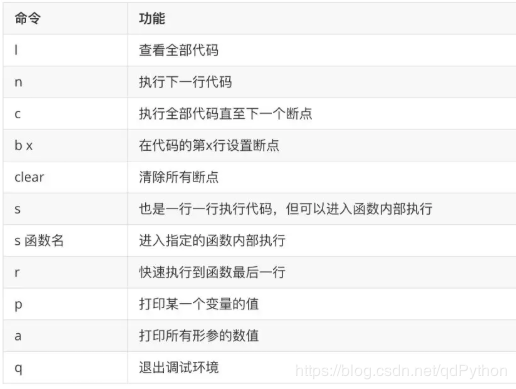 命令 功能
l 查看全部代码
n 执行下一行代码
c 执行全部代码直至下一个断点
b x 在代码的第x行设置断点
clear 清除所有断点
s 也是一行一行执行代码，但可以进入函数内部执行
s 函数名 进入指定的函数内部执行
r 快速执行到函数最后一行
p 打印某一个变量的值
a 打印所有形参的数值
q 退出调试环境
https://blog.csdn.net/qdPython